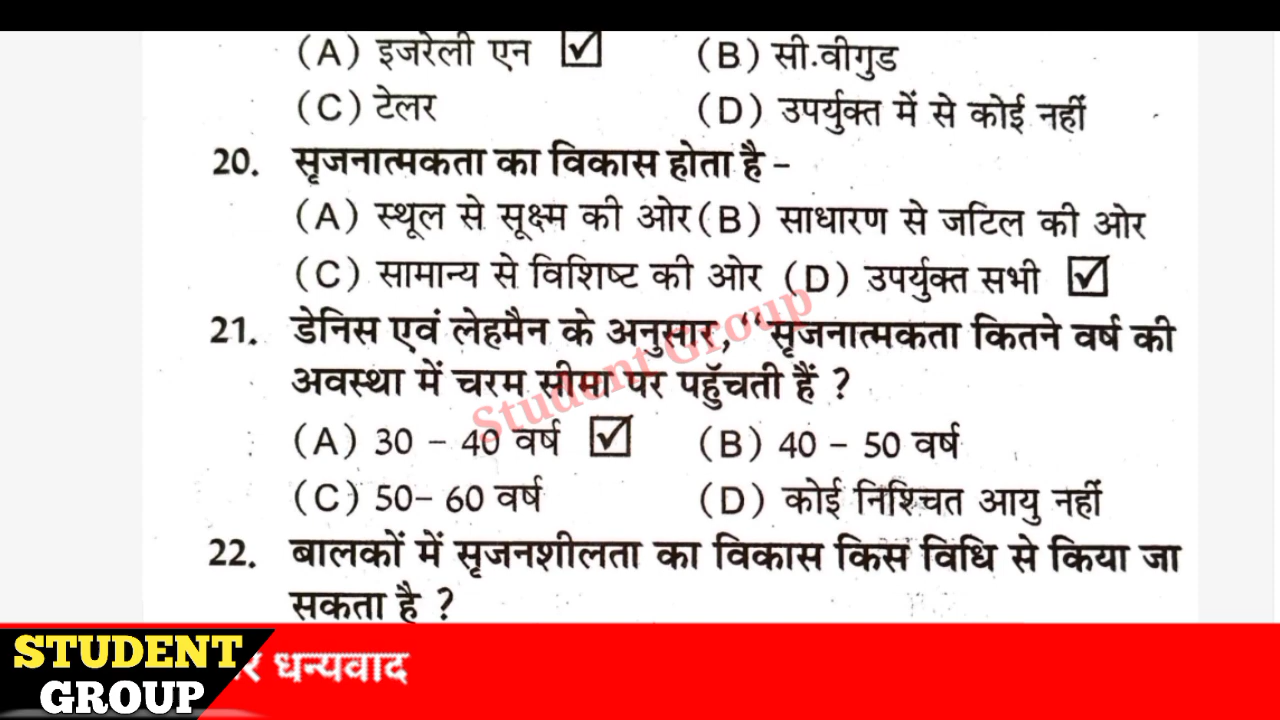 (A) इजरेली एन ☑ (B) सी.वीगुड
(C) टेलर (D) उपर्युक्त में से कोई नहीं
20. सृजनात्मकता का विकास होता है –
(A) स्थूल से सूक्ष्म की ओर (B) साधारण से जटिल की ओर
(C) सामान्य से विशिष्ट की ओर (D) उपर्युक्त सभी ☑
21. डेनिस एवं लेहमैन के अनुसार, ‘‘सृजनात्मकता कितने वर्ष की
अवस्था में चरम सीमा पर पहुँचती हैं ?
(A) 30 – 40 वर्ष ☑ (B) 40 – 50 वर्ष
(C) 50– 60 वर्ष (D) कोई निश्चित आयु नहीं
22. बालकों में सृजनशीलता का विकास किस विधि से किया जा
सकता है ?
Student Group
STUDENT
GROUP
धन्यवाद